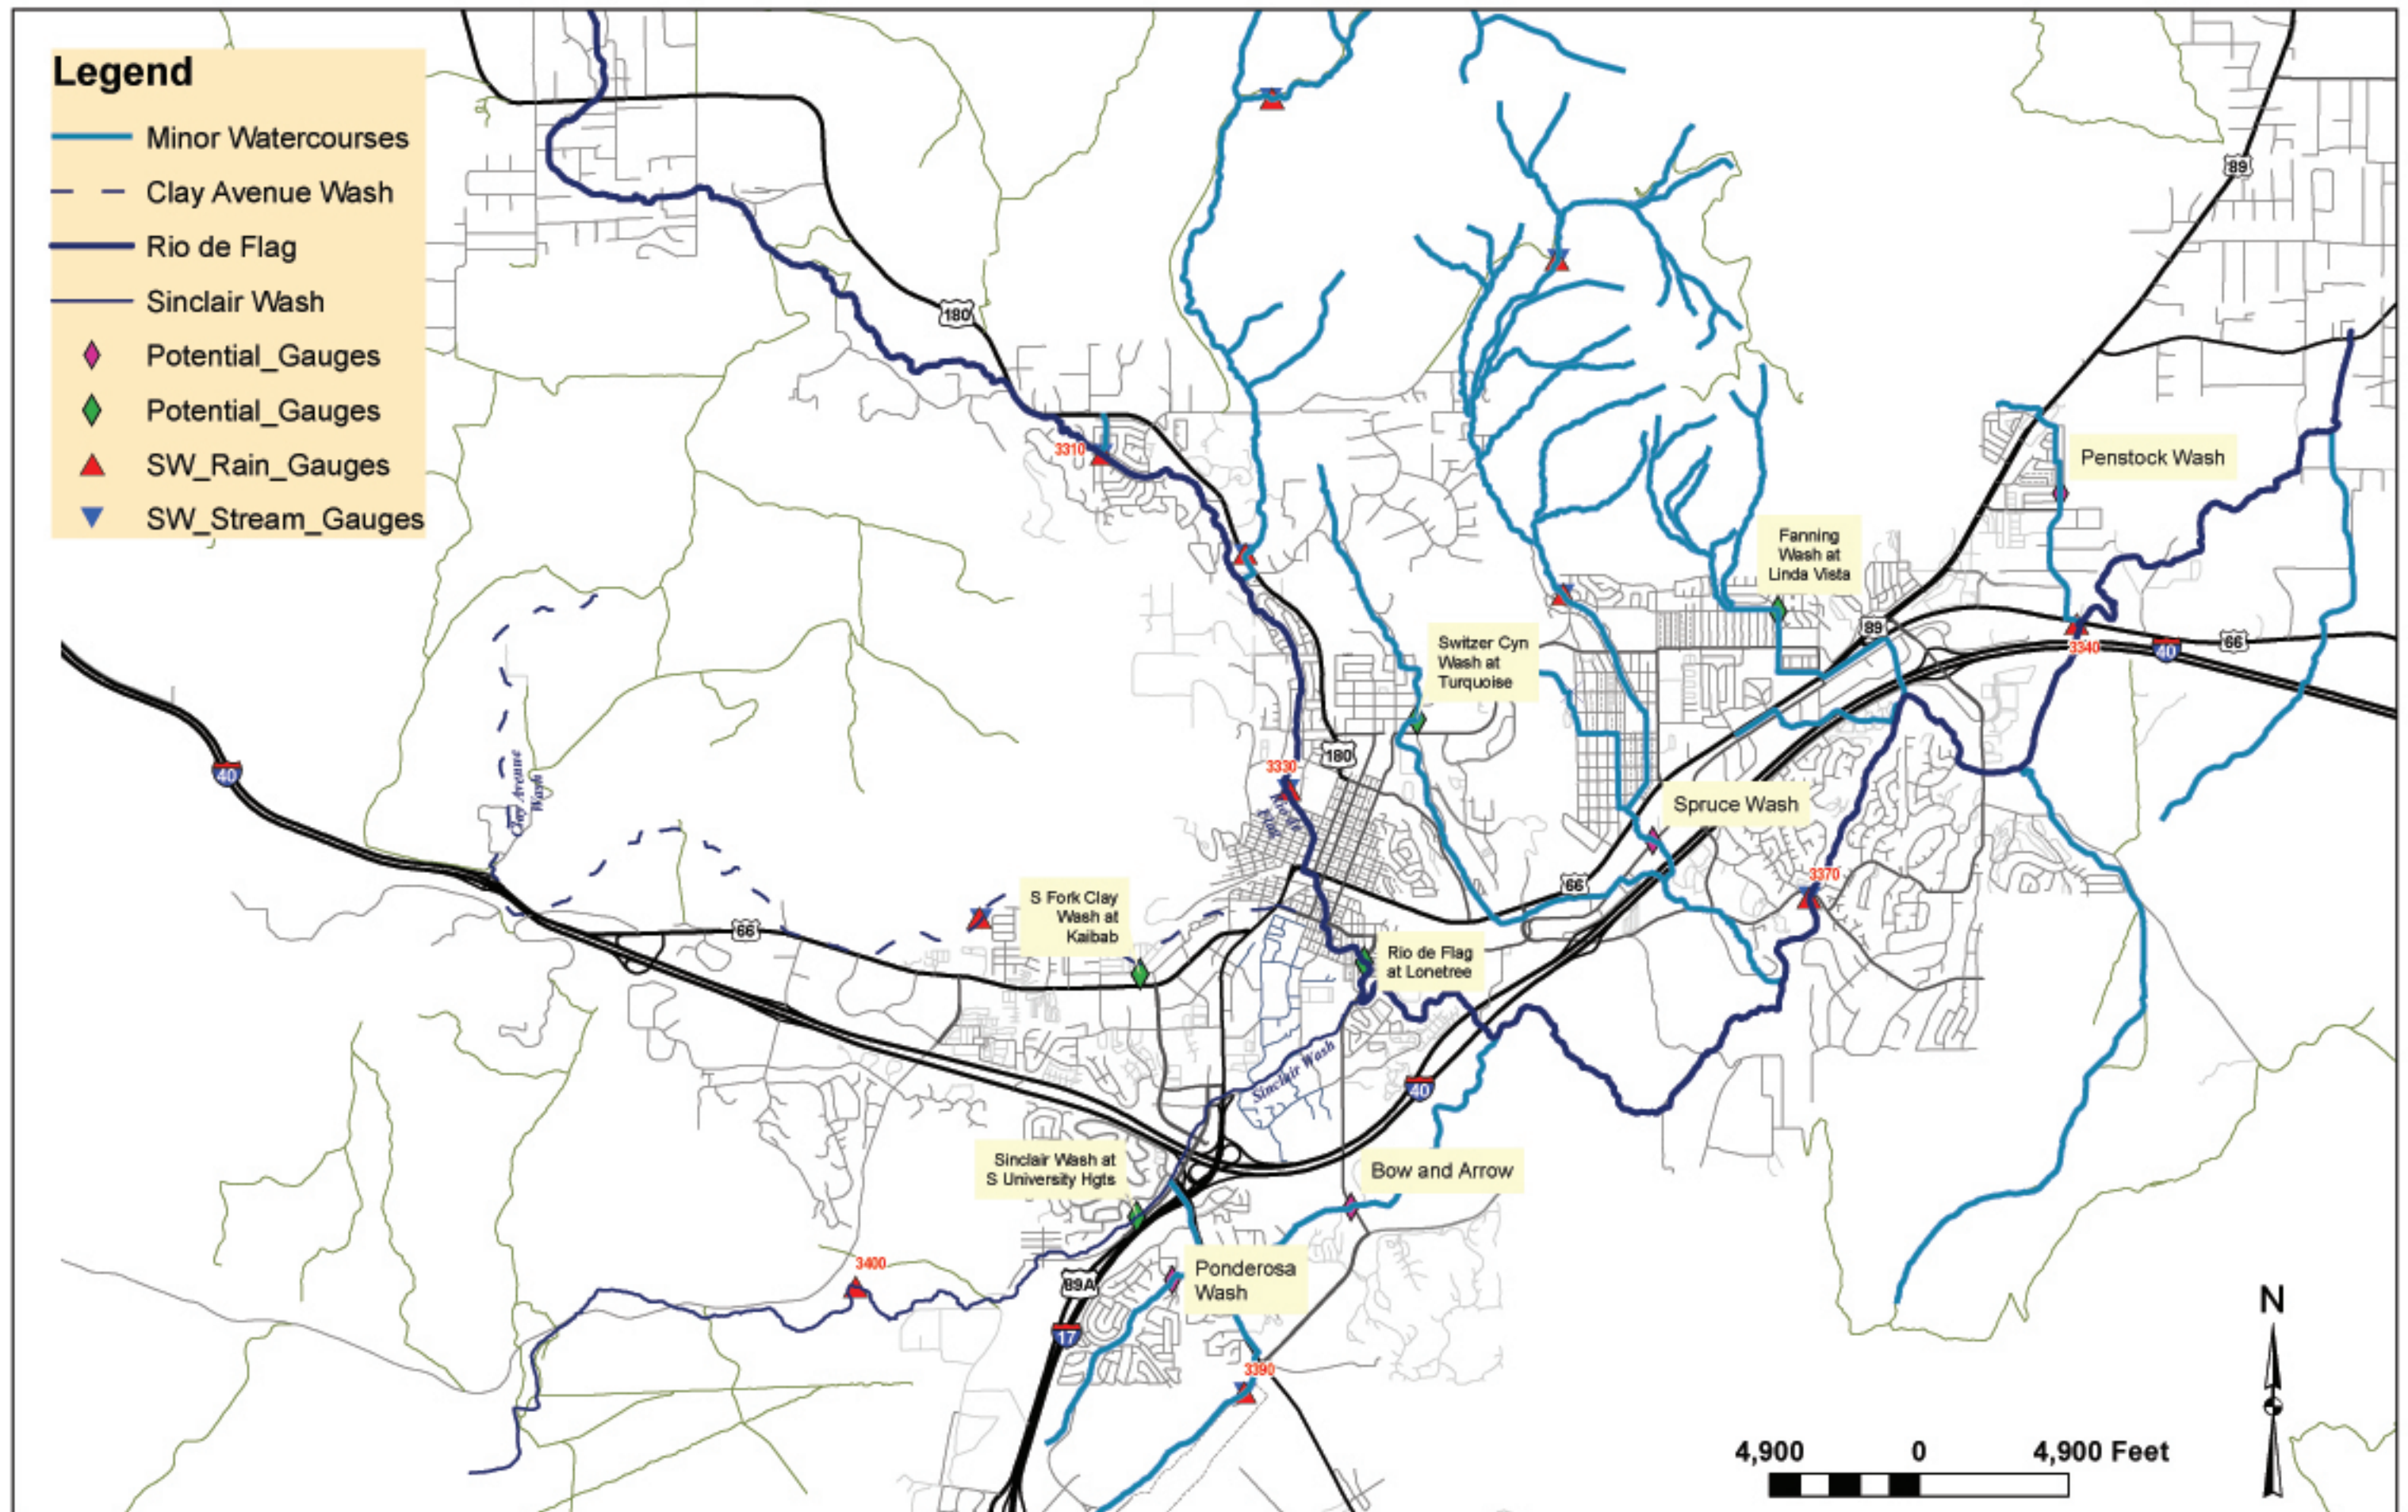 Legend
Minor Watercourses
Clay Avenue Wash
Rio de Flag
Sinclair Wash
Potential_Gauges
Potential_Gauges
SW_Rain_Gauges
SW_Stream_Gauges
89
180
3310
Penstock Wash
Fanning
Wash at
Linda Vista
89
Switzer Cyn
Wash at
Turquoise
66
3340
40
180
3330
Rio de
Flag
40
Clay Avenue
Wash
Spruce Wash
3370
66
S Fork Clay
Wash at
Kaibab
66
Rio de Flag
at Lonetree
Sinclair Wash
40
Sinclair Wash at
S University Hgts
Bow and Arrow
3400
89A
Ponderosa
Wash
17
3390
N
4,900 0 4,900 Feet